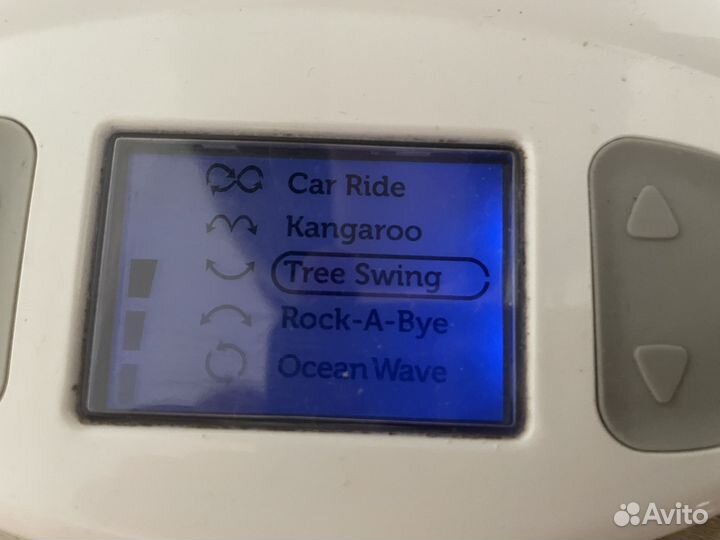 Car Ride
Kangaroo
Tree Swing
Rock-A-Bye
Ocean Wave
Avito